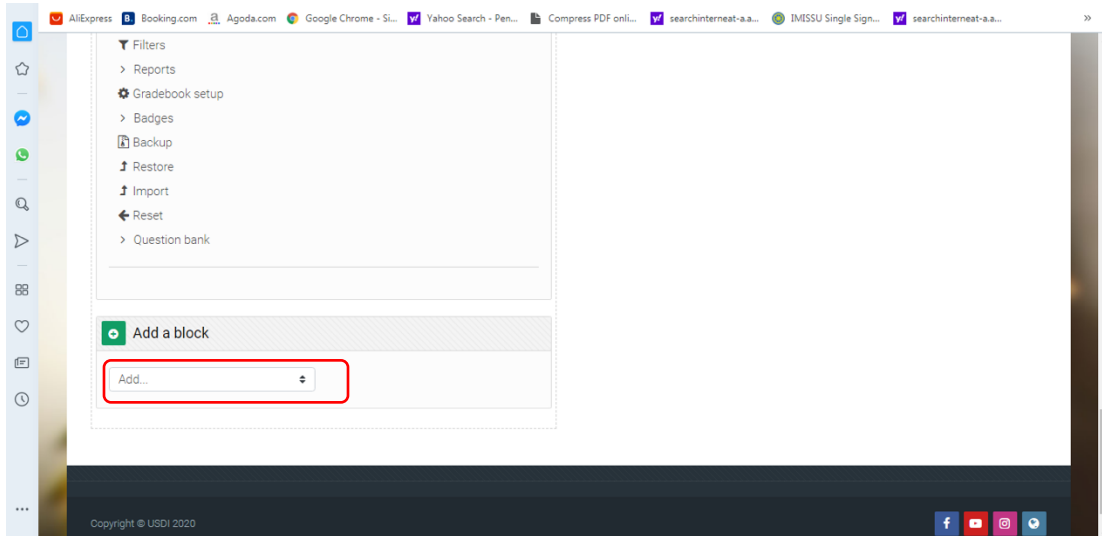 AliExpress B. Booking.com a Agoda.com Google Chrome - Si... y! Yahoo Search - Pen... Compress PDF onli... y! searchinterneat-a.a... IMISSU Single Sign... y! searchinterneat-a.a... »
Filters
> Reports
Gradebook setup
> Badges
Backup
Restore
Import
Reset
> Question bank
Add a block
Add...
Copyright © USDI 2020